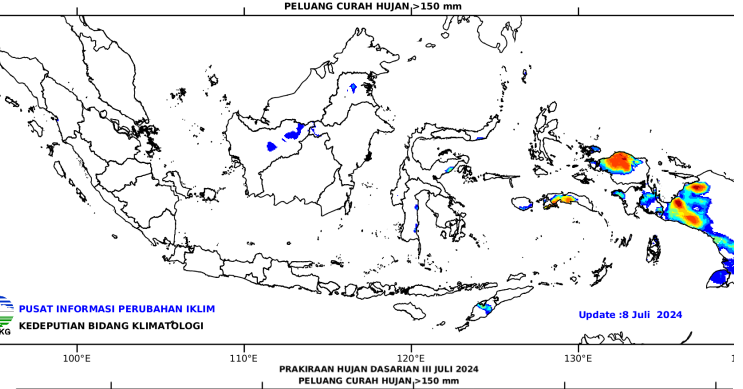 PELUANG CURAH HUJAN >150 mm
PUSAT INFORMASI PERUBAHAN IKLIM
KEDEPUTIAN BIDANG KLIMATOLOGI
KG
Update :8 Juli 2024
100°E 110°E 120°E 130°E
PRAKIRAAN HUJAN DASARIAN III JULI 2024
PELUANG CURAH HUJAN >150 mm